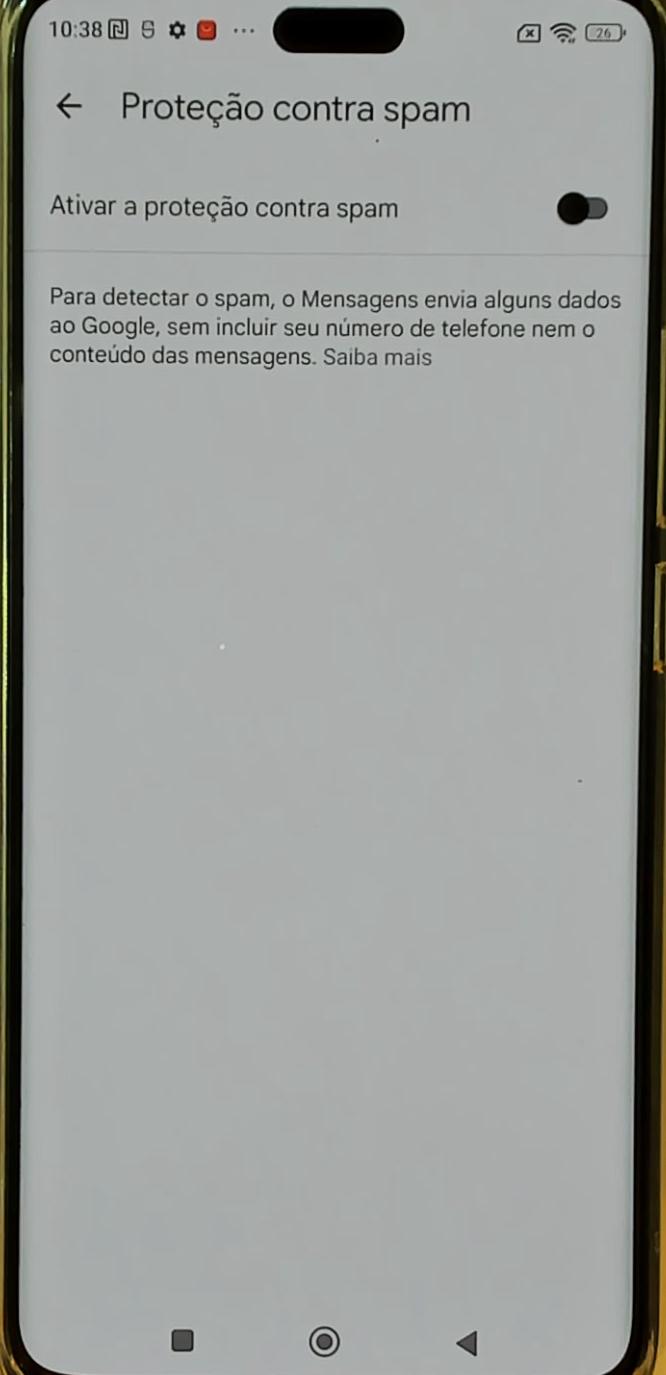 10:38
26
Proteção contra spam
Ativar a proteção contra spam
Para detectar o spam, o Mensagens envia alguns dados
ao Google, sem incluir seu número de telefone nem o
conteúdo das mensagens. Saiba mais